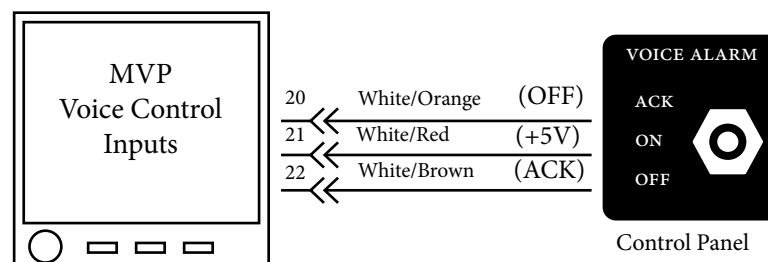 MVP
Voice Control
Inputs
20 White/Orange (OFF)
21 White/Red (+5V)
22 White/Brown (ACK)
VOICE ALARM
ACK
ON
OFF
Control Panel